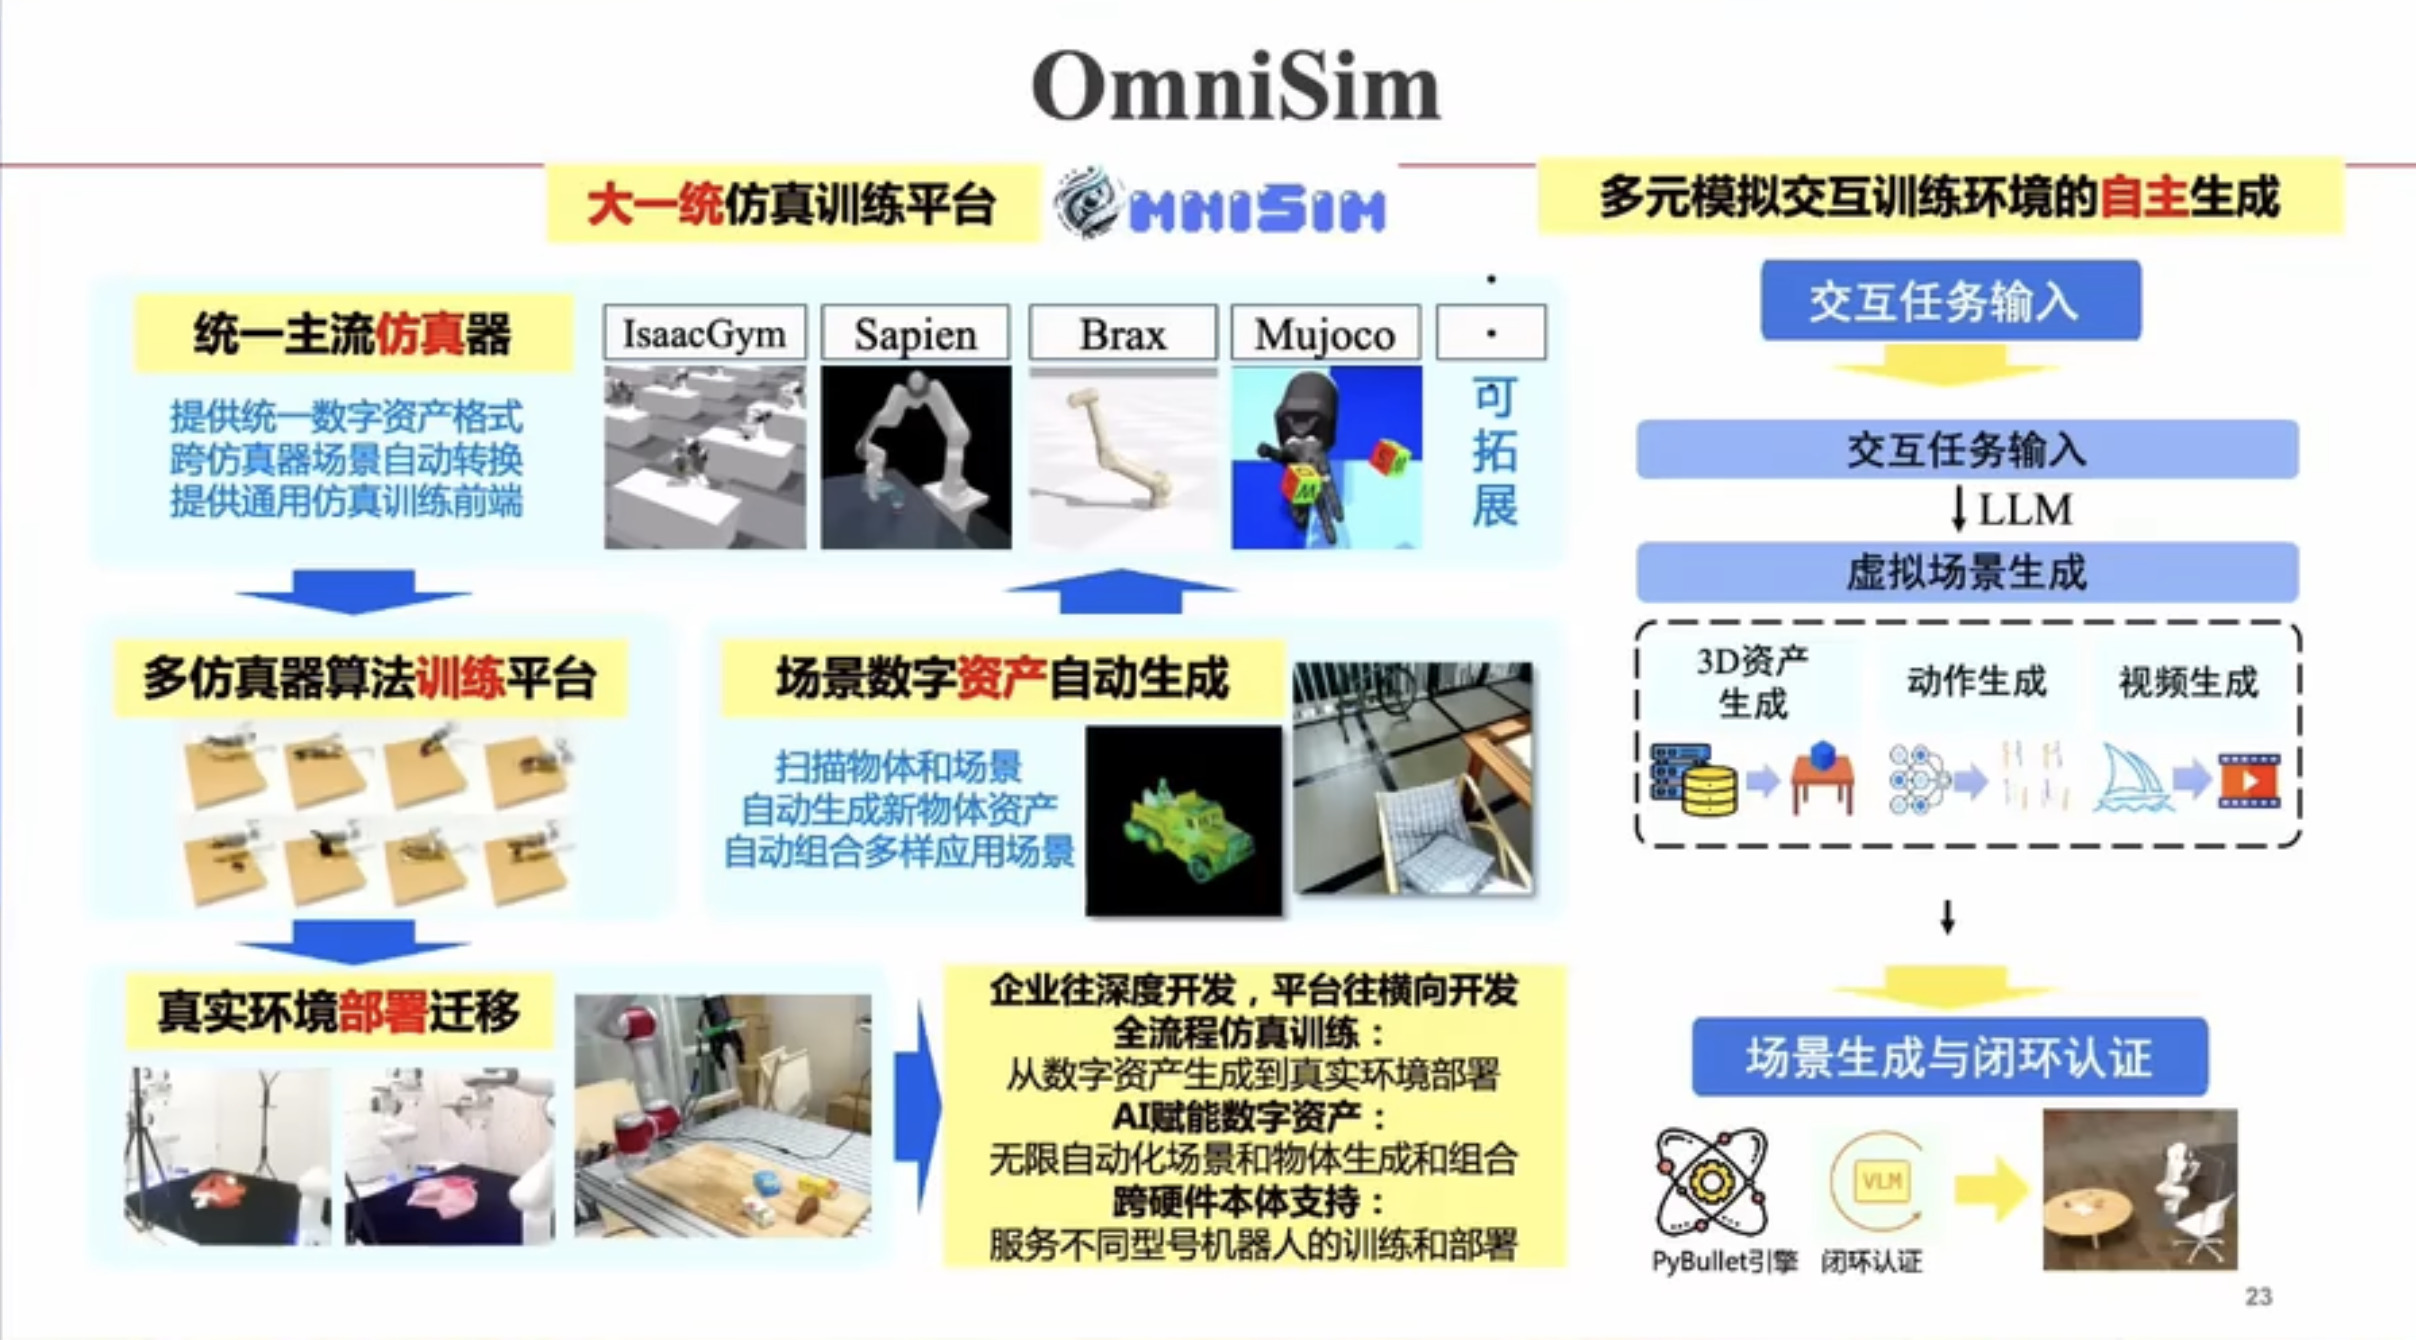 OmniSim
大一统仿真训练平台
OMNISIM
统一主流仿真器
提供统一数字资产格式
跨仿真器场景自动转换
提供通用仿真训练前端
IsaacGym
Sapien
Brax
Mujoco
可
拓
展
多仿真器算法训练平台
场景数字资产自动生成
扫描物体和场景
自动生成新物体资产
自动组合多样应用场景
真实环境部署迁移
企业往深度开发，平台往横向开发
全流程仿真训练：
从数字资产生成到真实环境部署
AI赋能数字资产：
无限自动化场景和物体生成和组合
跨硬件本体支持：
服务不同型号机器人的训练和部署
多元模拟交互训练环境的自主生成
交互任务输入
交互任务输入
LLM
虚拟场景生成
3D资产
生成
动作生成
视频生成
场景生成与闭环认证
VLM
PyBullet引擎
闭环认证
23